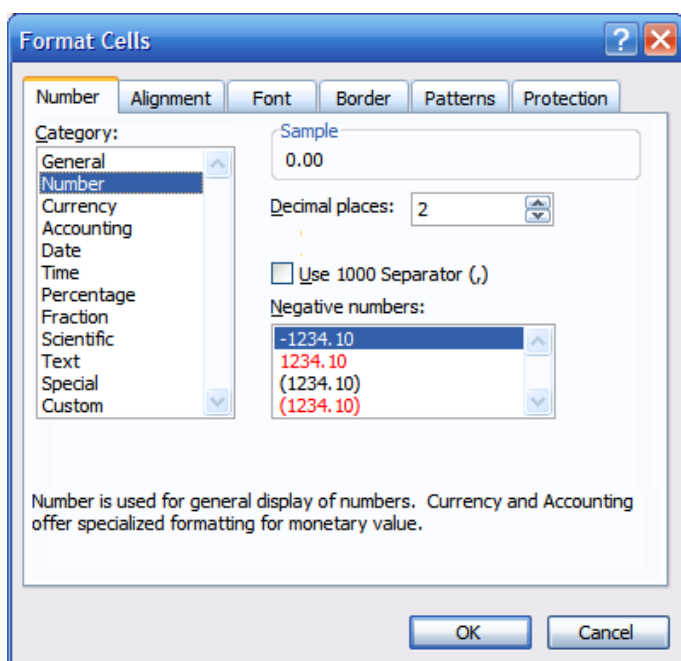 Format Cells
Number Alignment Font Border Patterns Protection
Category:
General
Number
Currency
Accounting
Date
Time
Percentage
Fraction
Scientific
Text
Special
Custom
Sample
0.00
Decimal places: 2
Use 1000 Separator (,)
Negative numbers:
-1234.10
1234.10
(1234.10)
(1234.10)
Number is used for general display of numbers. Currency and Accounting
offer specialized formatting for monetary value.
OK Cancel